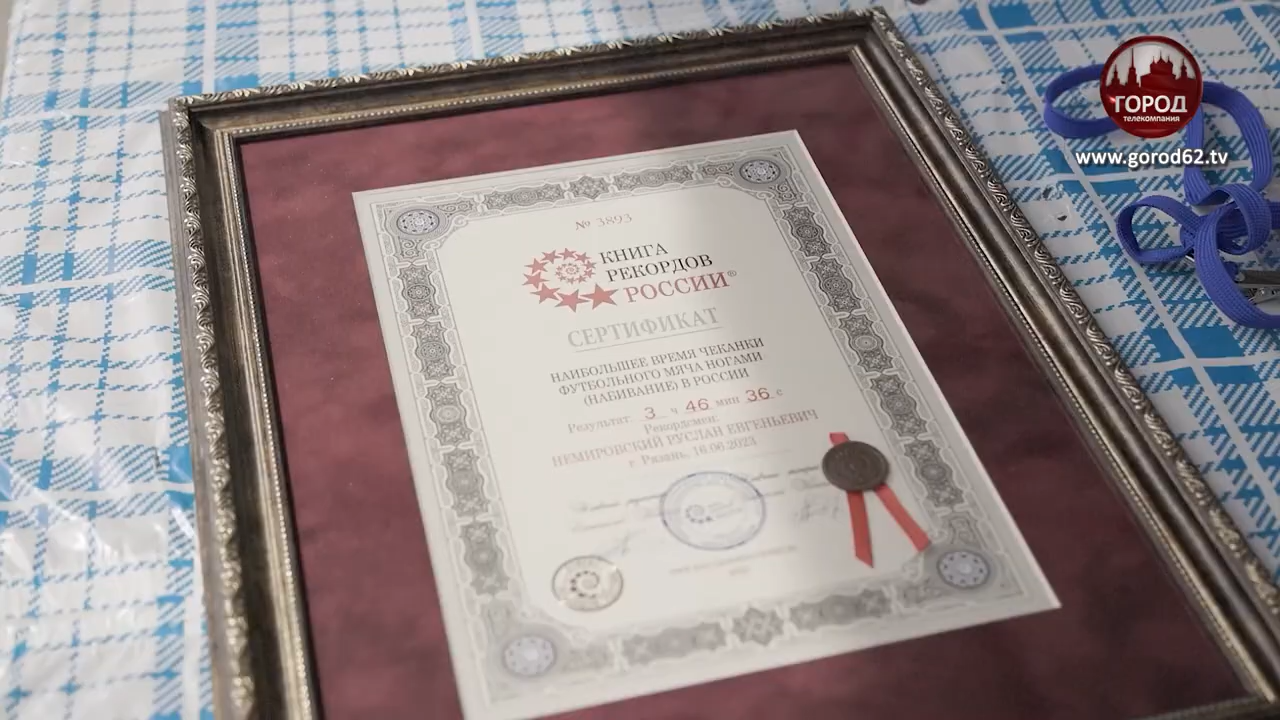 ГОРОД
телекомпания
www.gorod62.tv
№ 3893
КНИГА
РЕКОРДОВ
РОССИИ®
СЕРТИФИКАТ
НАИБОЛЬШЕЕ ВРЕМЯ ЧЕКАНКИ
ФУТБОЛЬНОГО МЯЧА НОГАМИ
(НАБИВАНИЕ) В РОССИИ
Результат: 3 ч 46 мин 36 с
Рекордсмен:
НЕМИРОВСКИЙ РУСЛАН ЕВГЕНЬЕВИЧ
г. Рязань, 16.06.2023